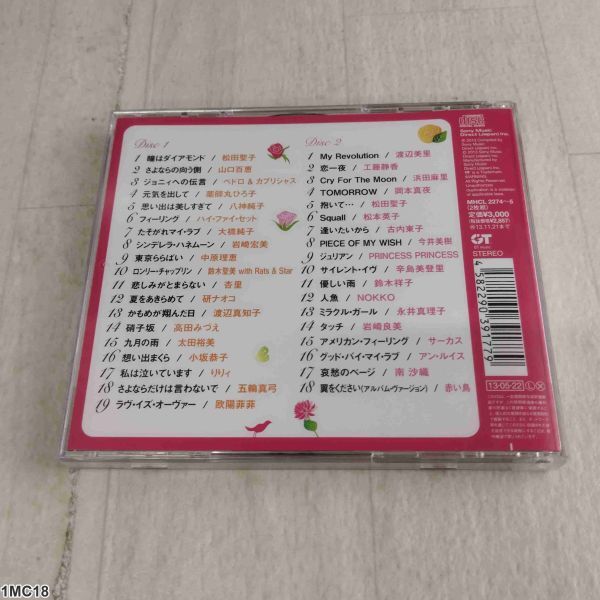 Disc 1
1 瞳はダイアモンド / 松田聖子
2 さよならの向う側 / 山口百恵
3 ジョニィへの伝言 / ペドロ & カプリシャス
4 元気を出して / 薬師丸ひろ子
5 思い出は美しすぎて / 八神純子
6 フィーリング / ハイ・ファイ・セット
7 たそがれマイ・ラブ / 大橋純子
8 シンデレラ・ハネムーン / 岩崎宏美
9 東京ららばい / 中原理恵
10 ロンリー・チャップリン / 鈴木聖美 with Rats & Star
11 悲しみがとまらない / 杏里
12 夏をあきらめて / 研ナオコ
13 かもめが翔んだ日 / 渡辺真知子
14 硝子坂 / 高田みづえ
15 九月の雨 / 太田裕美
16 想い出まくら / 小坂恭子
17 私は泣いています / りりィ
18 さよならだけは言わないで / 五輪真弓
19 ラヴ・イズ・オーヴァー / 欧陽菲菲
Disc 2
1 My Revolution / 渡辺美里
2 恋一夜 / 工藤静香
3 Cry For The Moon / 浜田麻里
4 TOMORROW / 岡本真夜
5 抱いて… / 松田聖子
6 Squall / 松本英子
7 逢いたいから / 古内東子
8 PIECE OF MY WISH / 今井美樹
9 ジュリアン / PRINCESS PRINCESS
10 サイレント・イヴ / 辛島美登里
11 優しい雨 / 鈴木祥子
12 人魚 / NOKKO
13 ミラクル・ガール / 永井真理子
14 タッチ / 岩崎良美
15 アメリカン・フィーリング / サーカス
16 グッド・バイ・マイ・ラブ / アン・ルイス
17 哀愁のページ / 南 沙織
18 翼をください(アルバム・ヴァージョン) / 赤い鳥
Sony Music
Direct (Japan) Inc.
MHCL 2274~5
(2枚組)
定価¥3,000
(税抜価格 ¥2,857)
GT
STEREO
4 582290 391779
13・05・22 L X
1MC18